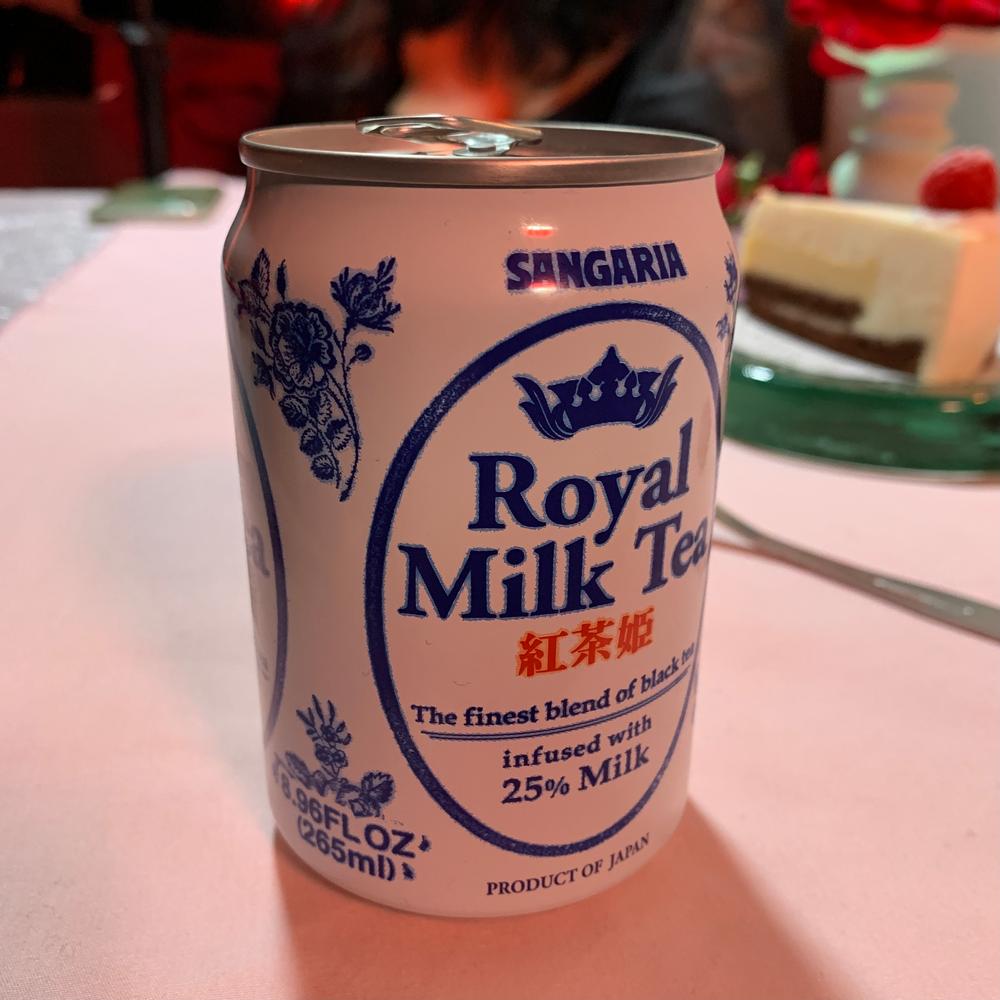 SANGARIA
Royal
Milk Tea
紅茶姫
The finest blend of black tea
infused with
25% Milk
8.96FL OZ
(265ml)
PRODUCT OF JAPAN